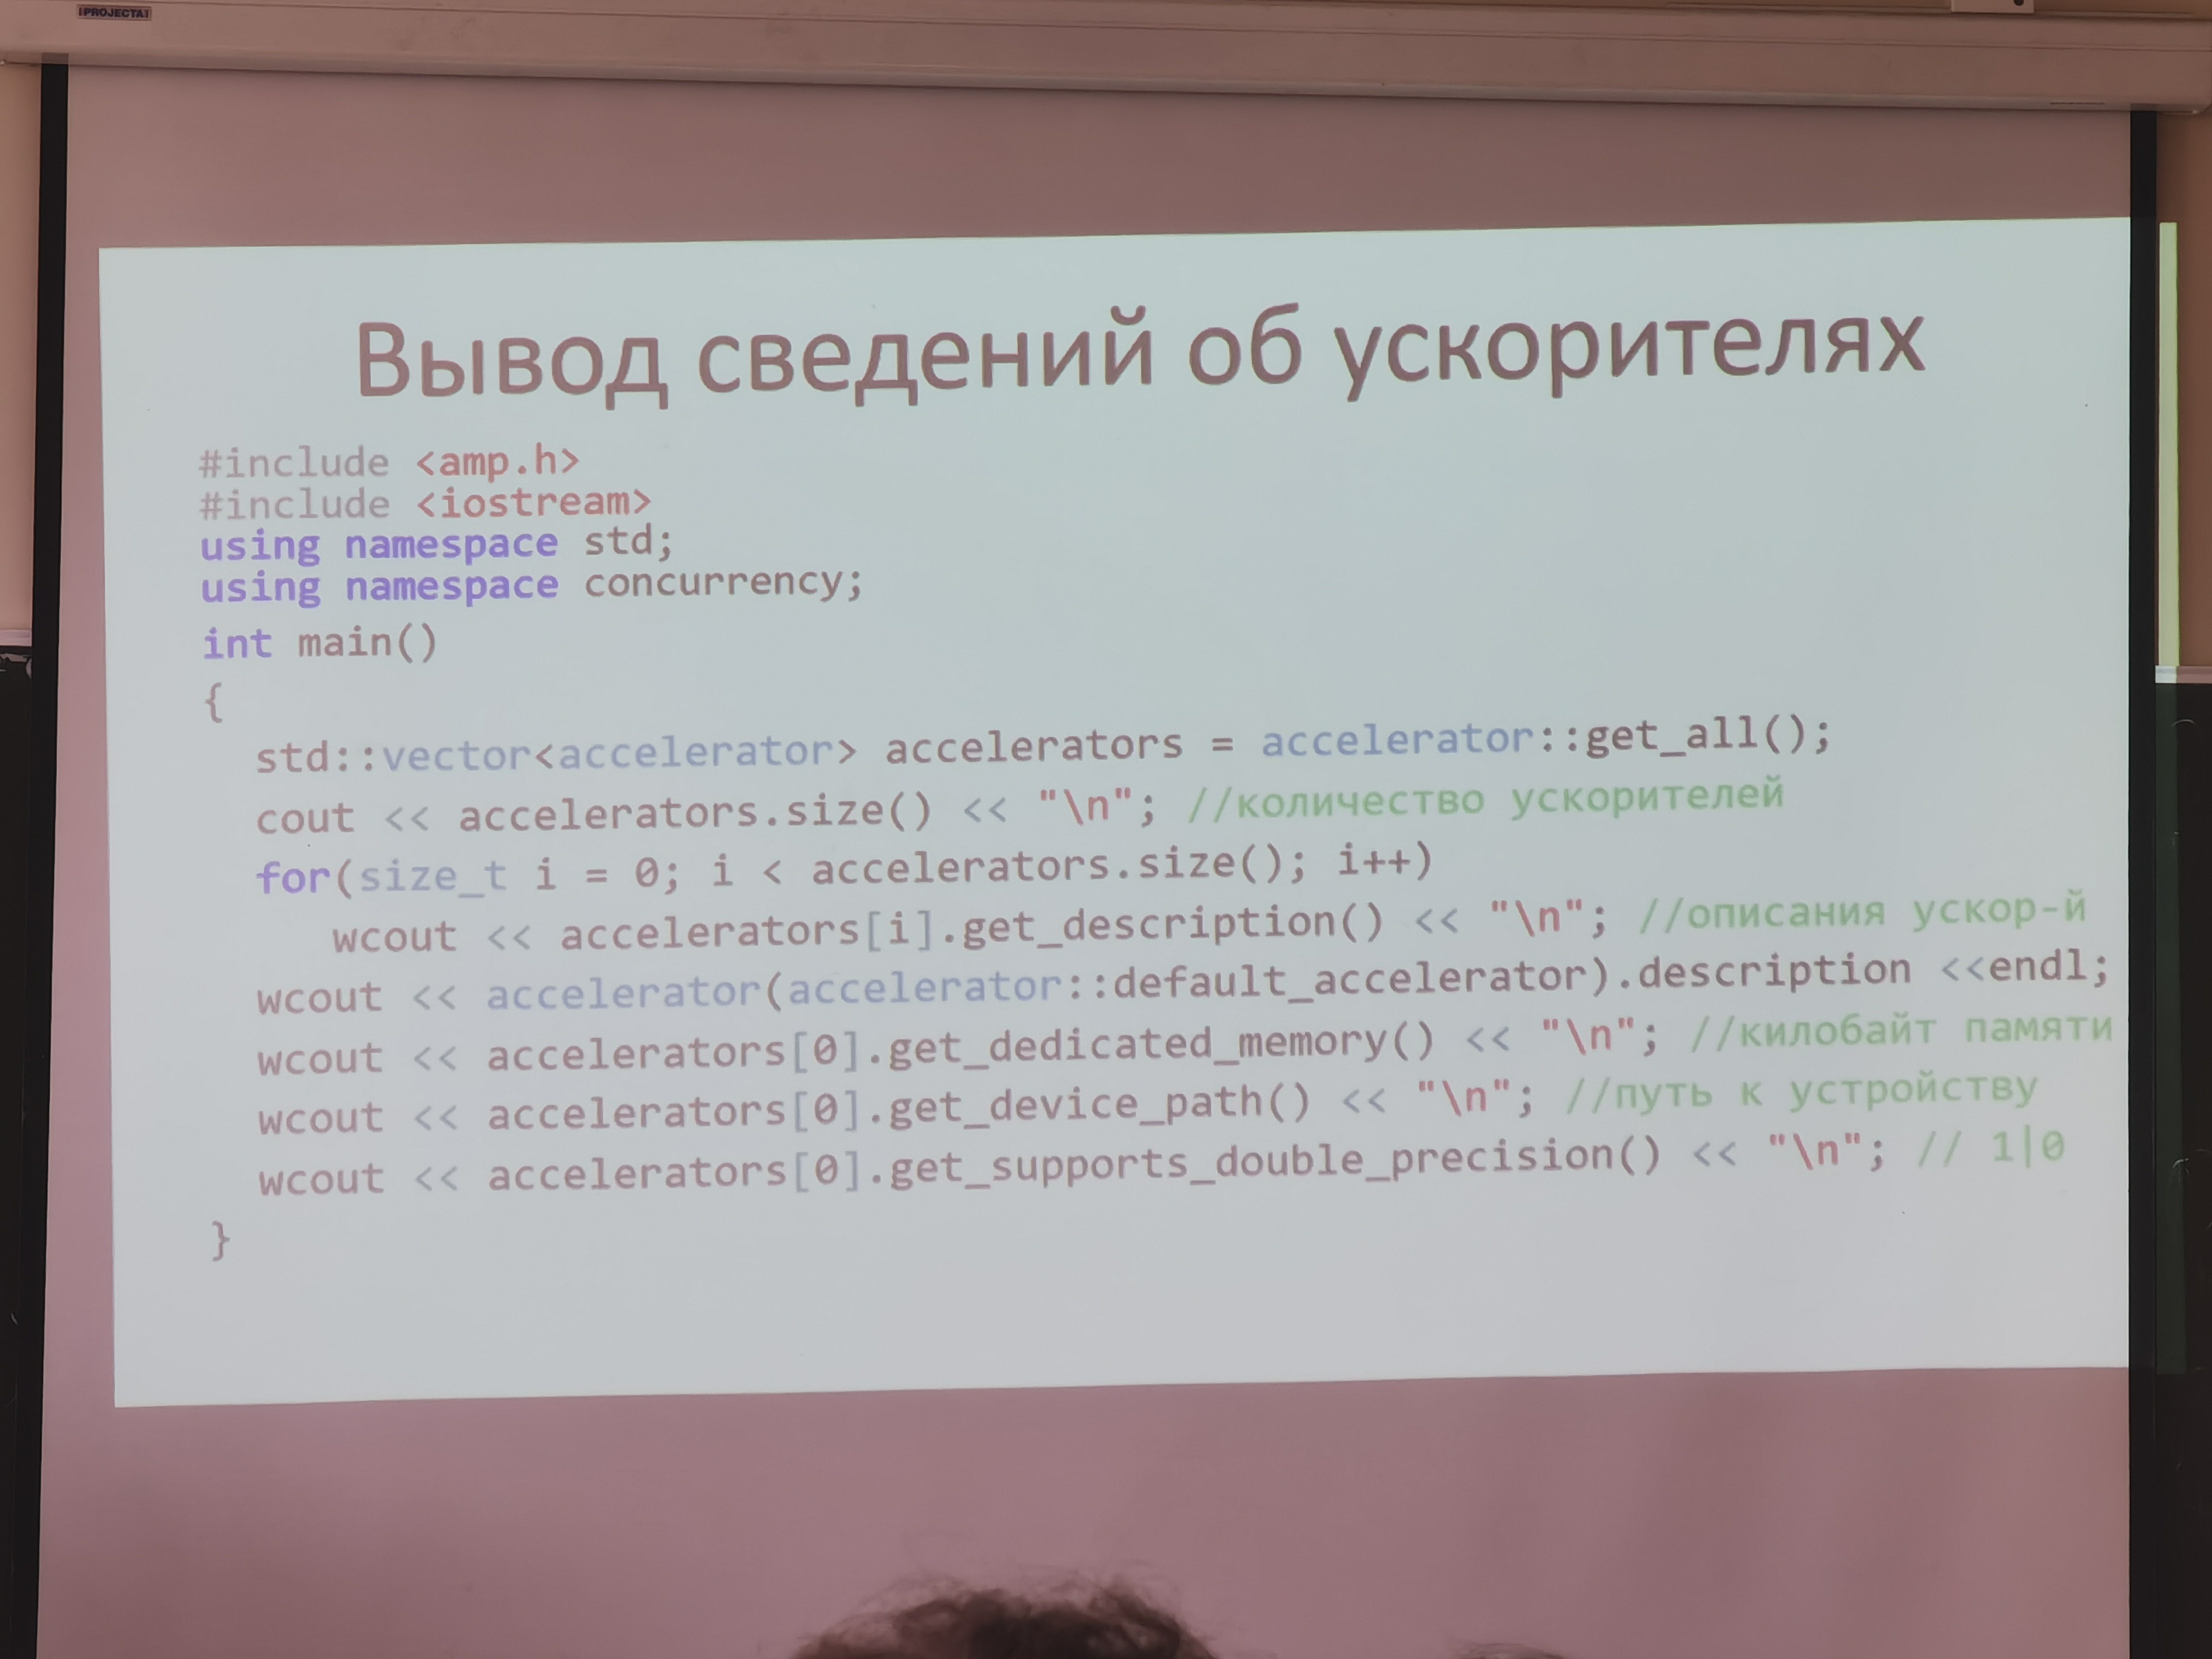 PROJECTA
Вывод сведений об ускорителях
#include <amp.h>
#include <iostream>
using namespace std;
using namespace concurrency;
int main()
{
std::vector<accelerator> accelerators = accelerator::get_all();
cout << accelerators.size() << "\n"; //количество ускорителей
for(size_t i = 0; i < accelerators.size(); i++)
wcout << accelerators[i].get_description() << "\n"; //описания ускор-й
wcout << accelerator(accelerator::default_accelerator).description <<endl;
wcout << accelerators[0].get_dedicated_memory() << "\n"; //килобайт памяти
wcout << accelerators[0].get_device_path() << "\n"; //путь к устройству
wcout << accelerators[0].get_supports_double_precision() << "\n"; // 1|0
}